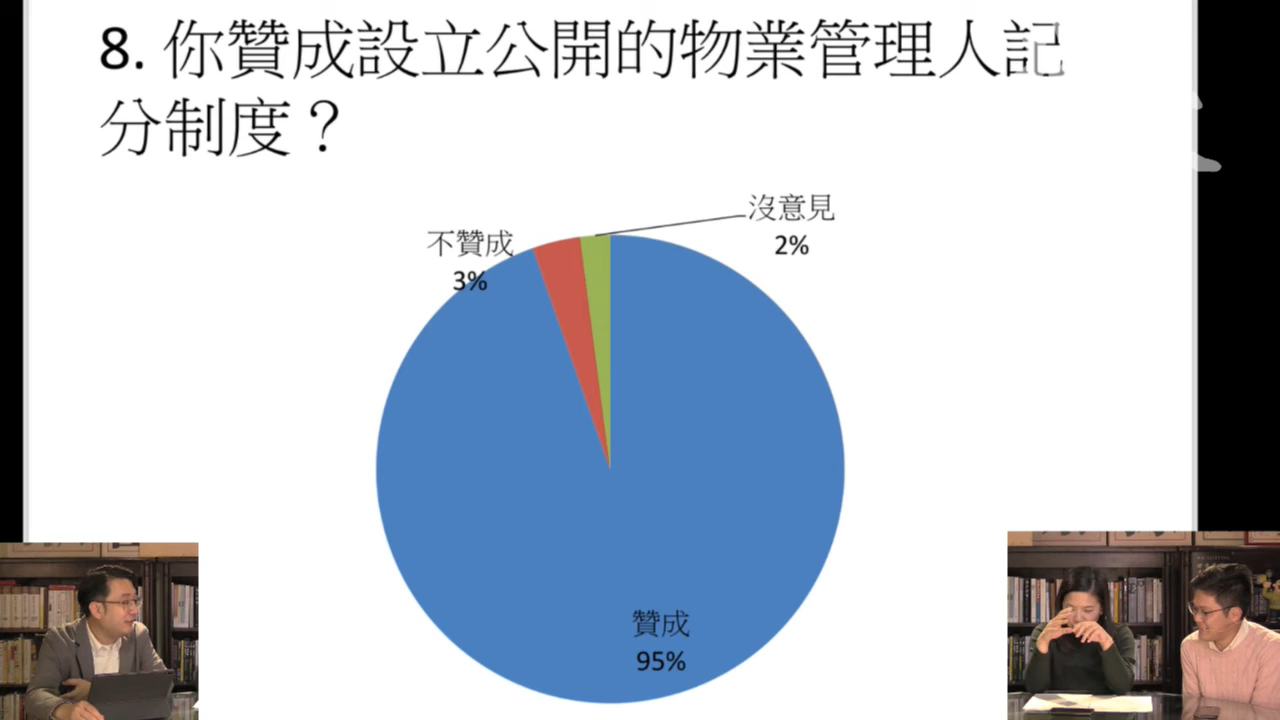 8. 你贊成設立公開的物業管理人記
分制度？
沒意見
2%
不贊成
3%
贊成
95%